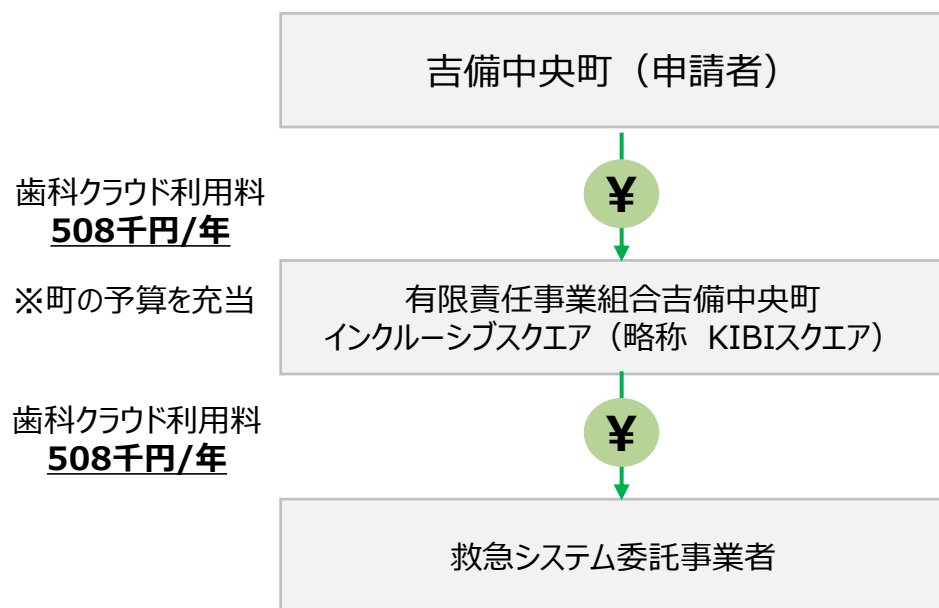 吉備中央町（申請者）
歯科クラウド利用料
508千円/年
¥
※町の予算を充当
有限責任事業組合吉備中央町
インクルーシブスクエア（略称 KIBIスクエア）
歯科クラウド利用料
508千円/年
¥
救急システム委託事業者